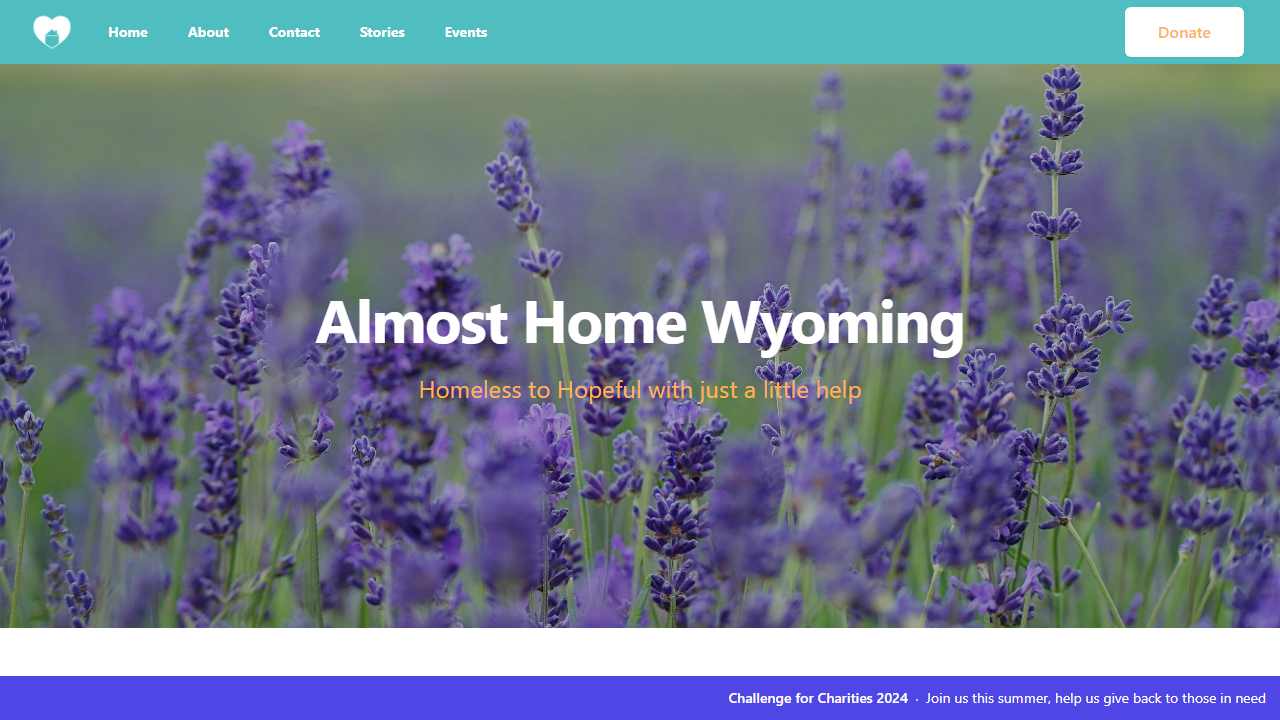 Home About Contact Stories Events Donate
Almost Home Wyoming
Homeless to Hopeful with just a little help
Challenge for Charities 2024 · Join us this summer, help us give back to those in need